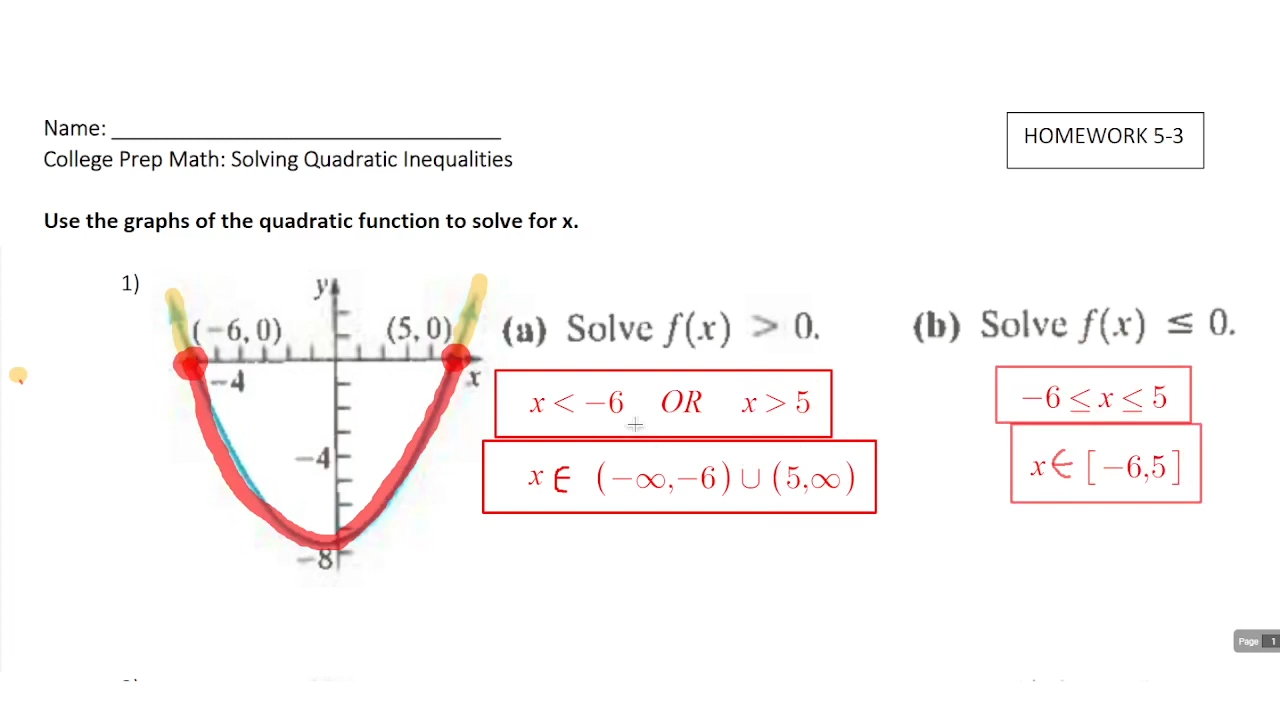 Name: ___________________________________
HOMEWORK 5-3
College Prep Math: Solving Quadratic Inequalities
Use the graphs of the quadratic function to solve for x.
1)
y
(−6, 0)
(5, 0)
−4
x
−4
−8
(a) Solve f(x) > 0.
x < −6 OR x > 5
x ∈ (−∞,−6) ∪ (5,∞)
(b) Solve f(x) ≤ 0.
−6 ≤ x ≤ 5
x ∈ [−6,5]
Page 1